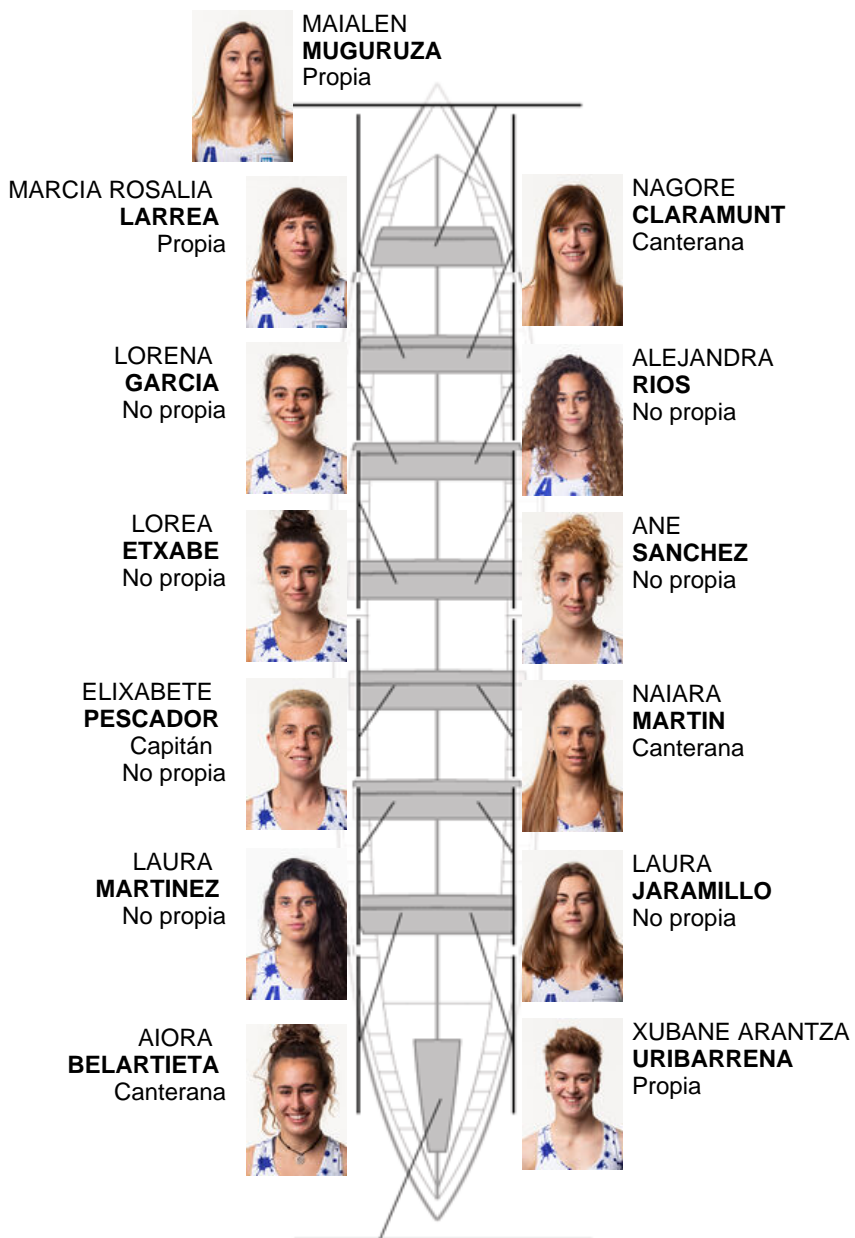 MAIALEN
MUGURUZA
Propia
MARCIA ROSALIA
LARREA
Propia
NAGORE
CLARAMUNT
Canterana
LORENA
GARCIA
No propia
ALEJANDRA
RIOS
No propia
LOREA
ETXABE
No propia
ANE
SANCHEZ
No propia
ELIXABETE
PESCADOR
Capitán
No propia
NAIARA
MARTIN
Canterana
LAURA
MARTINEZ
No propia
LAURA
JARAMILLO
No propia
AIORA
BELARTIETA
Canterana
XUBANE ARANTZA
URIBARRENA
Propia